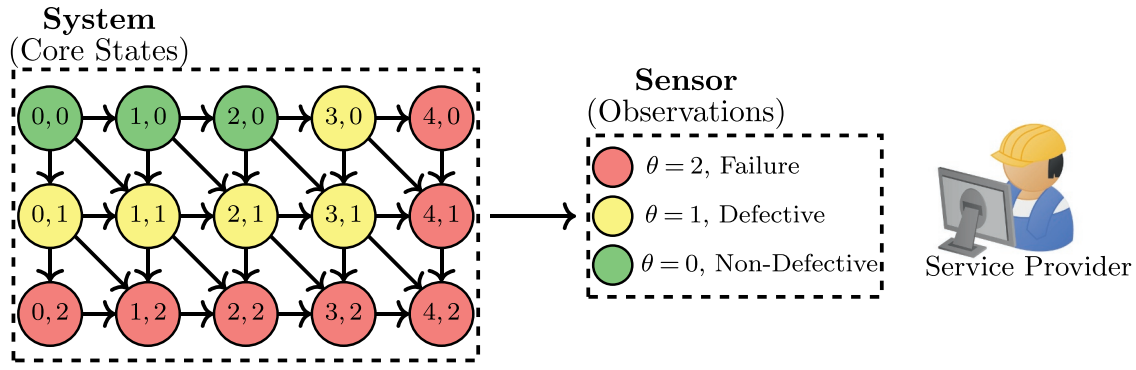 System
(Core States)
0,0 1,0 2,0 3,0 4,0
0,1 1,1 2,1 3,1 4,1
0,2 1,2 2,2 3,2 4,2
Sensor
(Observations)
θ = 2, Failure
θ = 1, Defective
θ = 0, Non-Defective
Service Provider